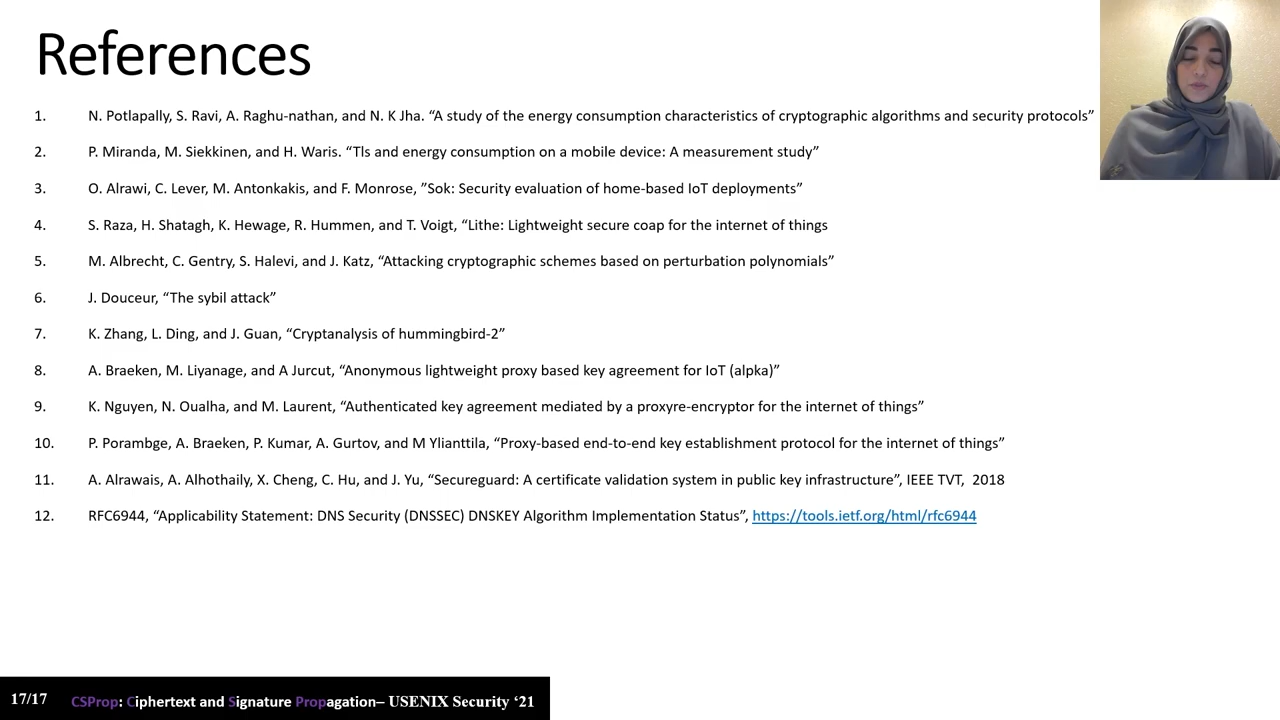 References
1. N. Potlapally, S. Ravi, A. Raghu-nathan, and N. K Jha. “A study of the energy consumption characteristics of cryptographic algorithms and security protocols”
2. P. Miranda, M. Siekkinen, and H. Waris. “Tls and energy consumption on a mobile device: A measurement study”
3. O. Alrawi, C. Lever, M. Antonkakis, and F. Monrose, ”Sok: Security evaluation of home-based IoT deployments”
4. S. Raza, H. Shatagh, K. Hewage, R. Hummen, and T. Voigt, “Lithe: Lightweight secure coap for the internet of things
5. M. Albrecht, C. Gentry, S. Halevi, and J. Katz, “Attacking cryptographic schemes based on perturbation polynomials”
6. J. Douceur, “The sybil attack”
7. K. Zhang, L. Ding, and J. Guan, “Cryptanalysis of hummingbird-2”
8. A. Braeken, M. Liyanage, and A Jurcut, “Anonymous lightweight proxy based key agreement for IoT (alpka)”
9. K. Nguyen, N. Oualha, and M. Laurent, “Authenticated key agreement mediated by a proxyre-encryptor for the internet of things”
10. P. Porambge, A. Braeken, P. Kumar, A. Gurtov, and M Ylianttila, “Proxy-based end-to-end key establishment protocol for the internet of things”
11. A. Alrawais, A. Alhothaily, X. Cheng, C. Hu, and J. Yu, “Secureguard: A certificate validation system in public key infrastructure”, IEEE TVT, 2018
12. RFC6944, “Applicability Statement: DNS Security (DNSSEC) DNSKEY Algorithm Implementation Status”, https://tools.ietf.org/html/rfc6944
17/17 CSProp: Ciphertext and Signature Propagation– USENIX Security ‘21